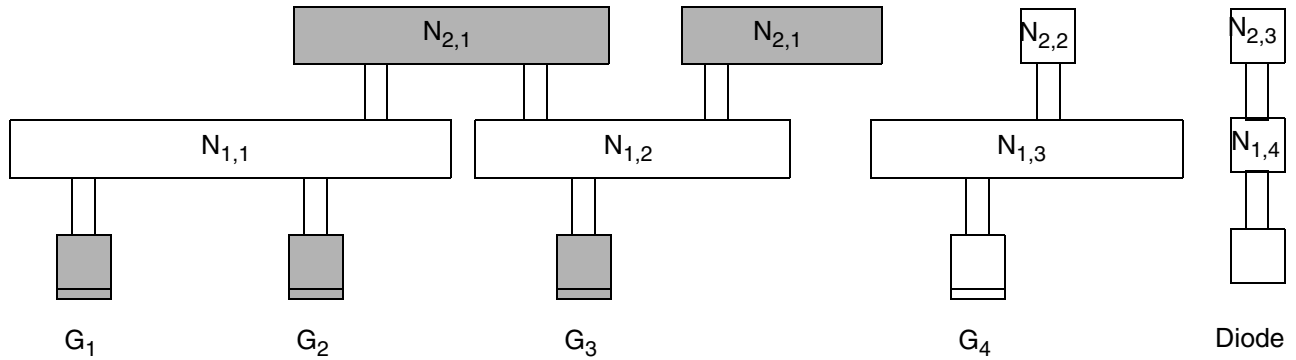 N2,1 N2,1 N2,2 N2,3
N1,1 N1,2 N1,3 N1,4
G1 G2 G3 G4 Diode